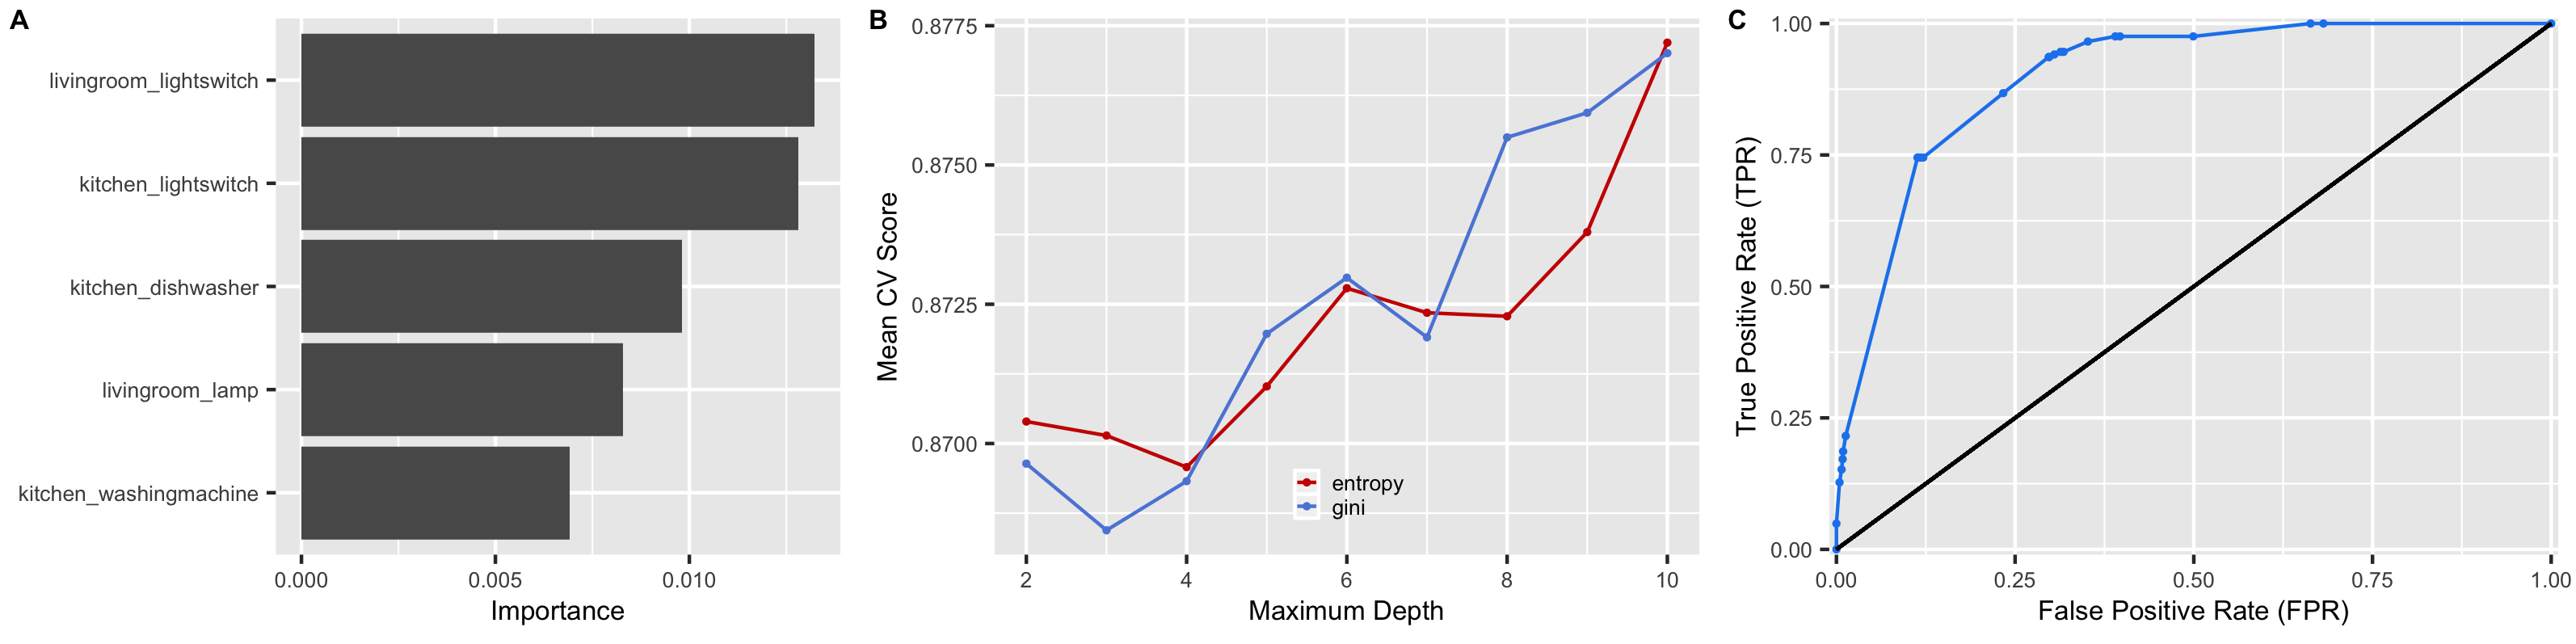 A
livingroom_lightswitch
kitchen_lightswitch
kitchen_dishwasher
livingroom_lamp
kitchen_washingmachine
0.000 0.005 0.010
Importance
B
0.8775
0.8750
0.8725
0.8700
Mean CV Score
entropy
gini
2 4 6 8 10
Maximum Depth
C
1.00
0.75
0.50
0.25
0.00
True Positive Rate (TPR)
0.00 0.25 0.50 0.75 1.00
False Positive Rate (FPR)